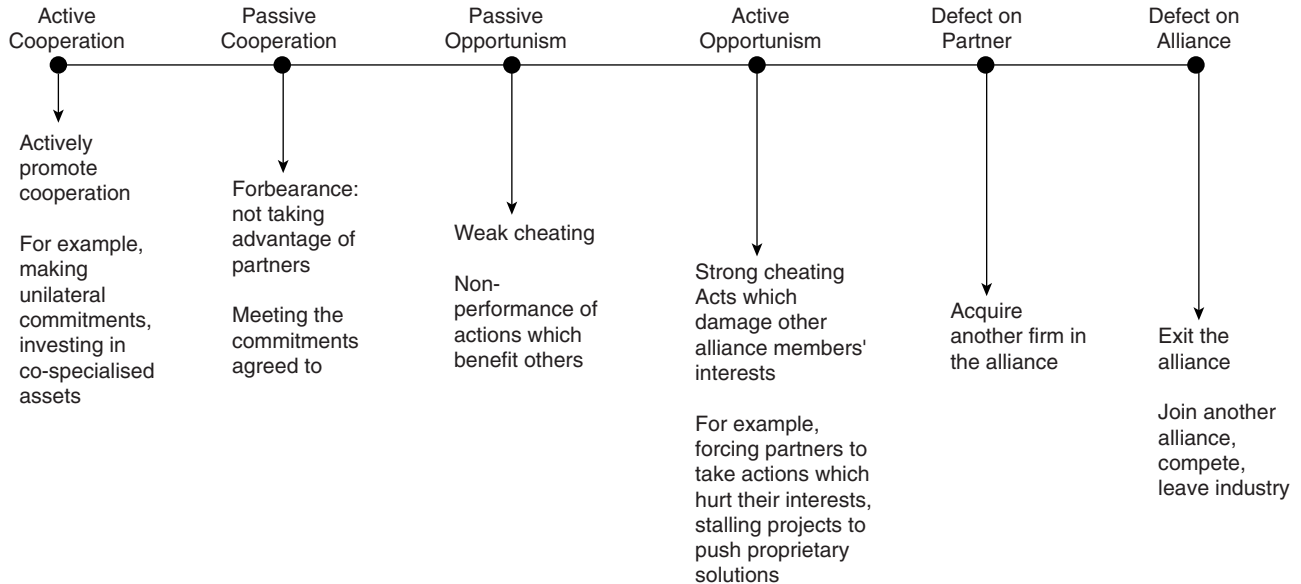 Active
Cooperation
Passive
Cooperation
Passive
Opportunism
Active
Opportunism
Defect on
Partner
Defect on
Alliance
Actively
promote
cooperation
For example,
making
unilateral
commitments,
investing in
co-specialised
assets
Forbearance:
not taking
advantage of
partners
Meeting the
commitments
agreed to
Weak cheating
Non-
performance of
actions which
benefit others
Strong cheating
Acts which
damage other
alliance members'
interests
For example,
forcing partners to
take actions which
hurt their interests,
stalling projects to
push proprietary
solutions
Acquire
another firm in
the alliance
Exit the
alliance
Join another
alliance,
compete,
leave industry